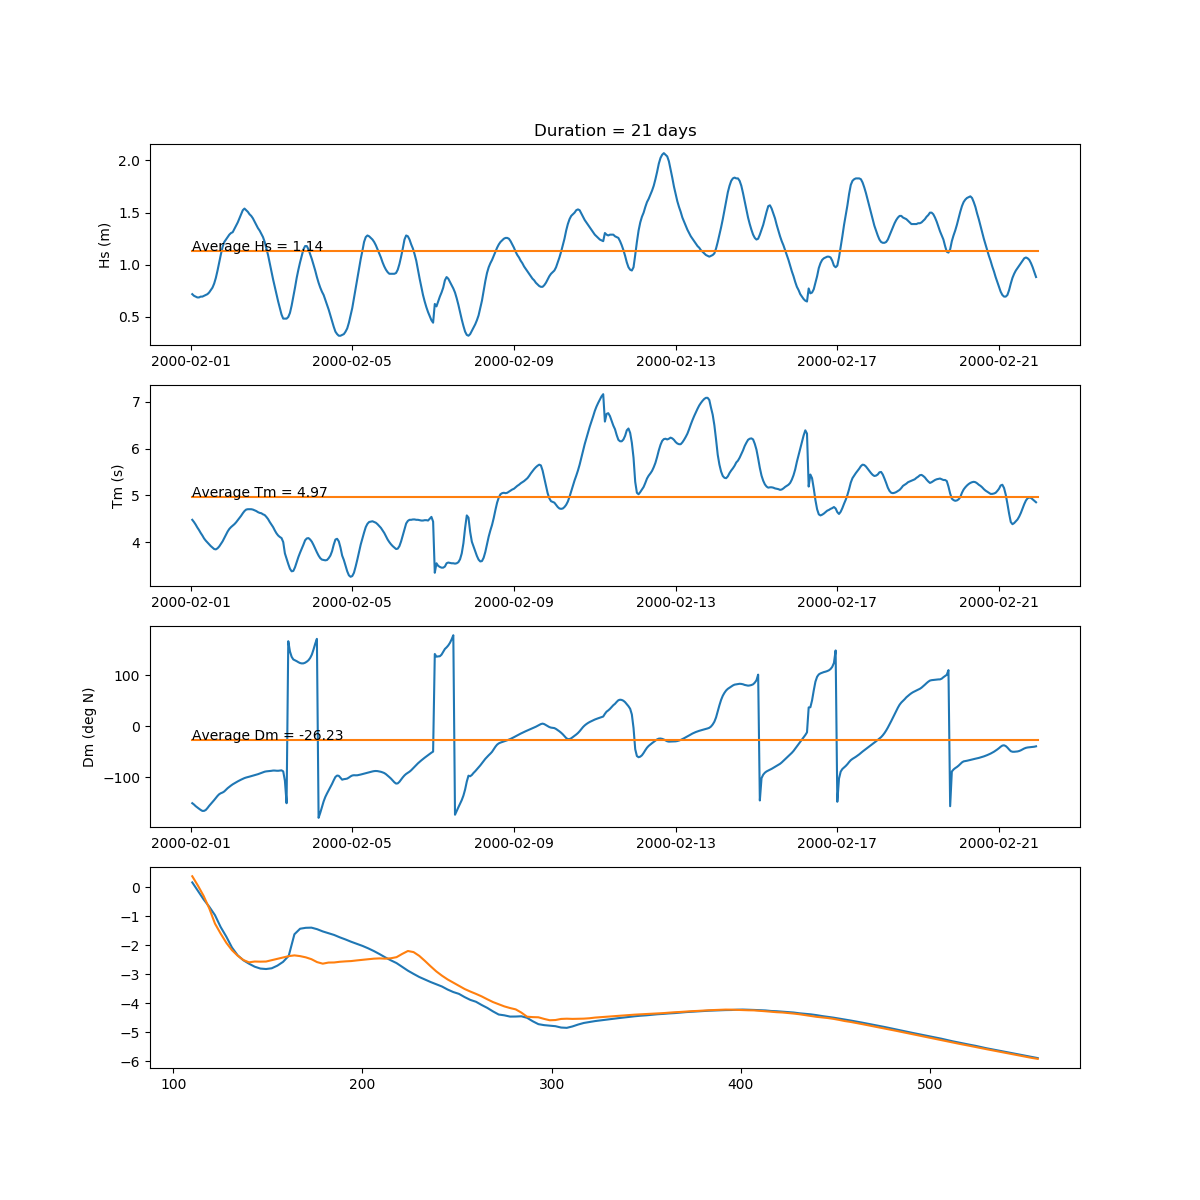 Duration = 21 days
2.0
1.5
1.0
0.5
Hs (m)
Average Hs = 1.14
2000-02-01 2000-02-05 2000-02-09 2000-02-13 2000-02-17 2000-02-21
7
6
5
4
Tm (s)
Average Tm = 4.97
2000-02-01 2000-02-05 2000-02-09 2000-02-13 2000-02-17 2000-02-21
100
0
−100
Dm (deg N)
Average Dm = -26.23
2000-02-01 2000-02-05 2000-02-09 2000-02-13 2000-02-17 2000-02-21
0
−1
−2
−3
−4
−5
−6
100 200 300 400 500